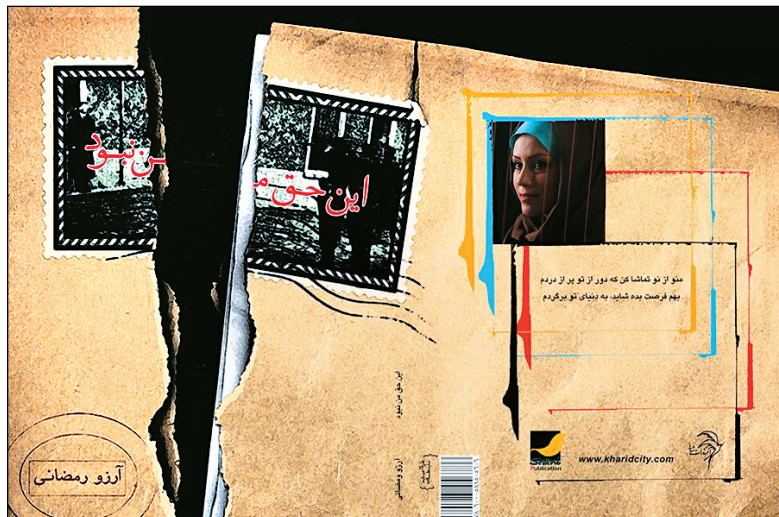 این حق من نبود
آرزو رمضانی
این حق من نبود
آرزو رمضانی
منو از نو تماشا کن که دور از تو پر از دردم
بهم فرصت بده شاید، به دنیای تو برگردم
Publication
www.kharidcity.com